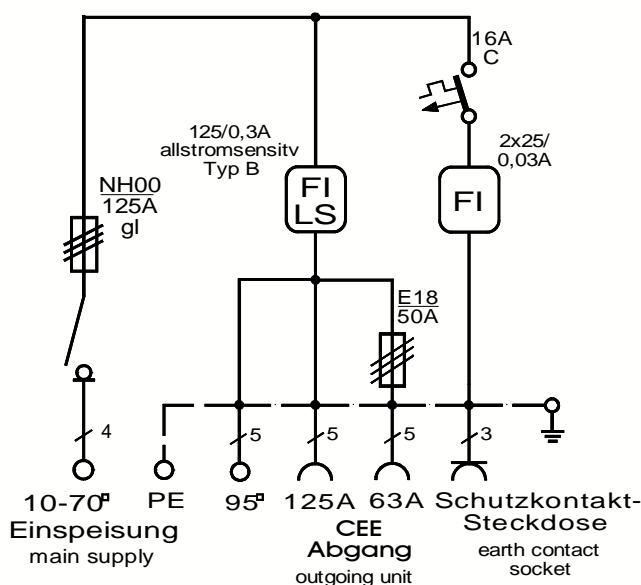 16A
C
125/0,3A
allstromsensitv
Typ B
2x25/
0,03A
NH00
125A
gl
FI
LS
FI
E18
50A
4
5
5
5
3
10-70▫
PE
95▫
125A
63A
Schutzkontakt-
Steckdose
Einspeisung
main supply
CEE
Abgang
outgoing unit
earth contact
socket